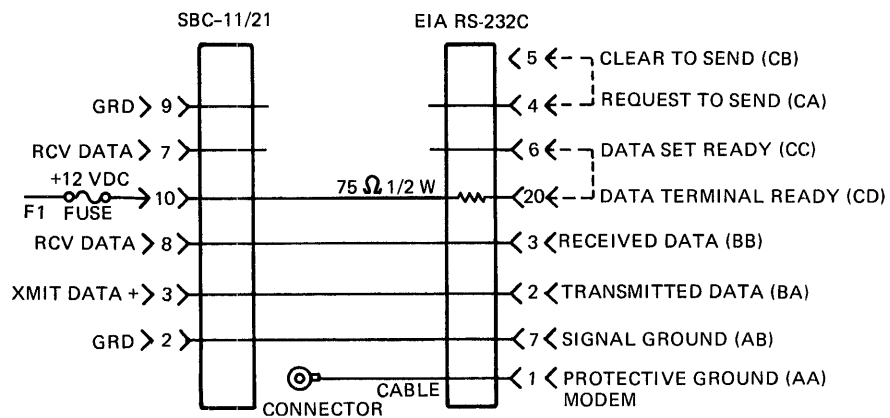 SBC-11/21 EIA RS-232C
5 CLEAR TO SEND (CB)
GRD 9 4 REQUEST TO SEND (CA)
RCV DATA 7 6 DATA SET READY (CC)
+12 VDC
F1 FUSE 10 75 Ω 1/2 W 20 DATA TERMINAL READY (CD)
RCV DATA 8 3 RECEIVED DATA (BB)
XMIT DATA + 3 2 TRANSMITTED DATA (BA)
GRD 2 7 SIGNAL GROUND (AB)
CONNECTOR CABLE 1 PROTECTIVE GROUND (AA)
MODEM